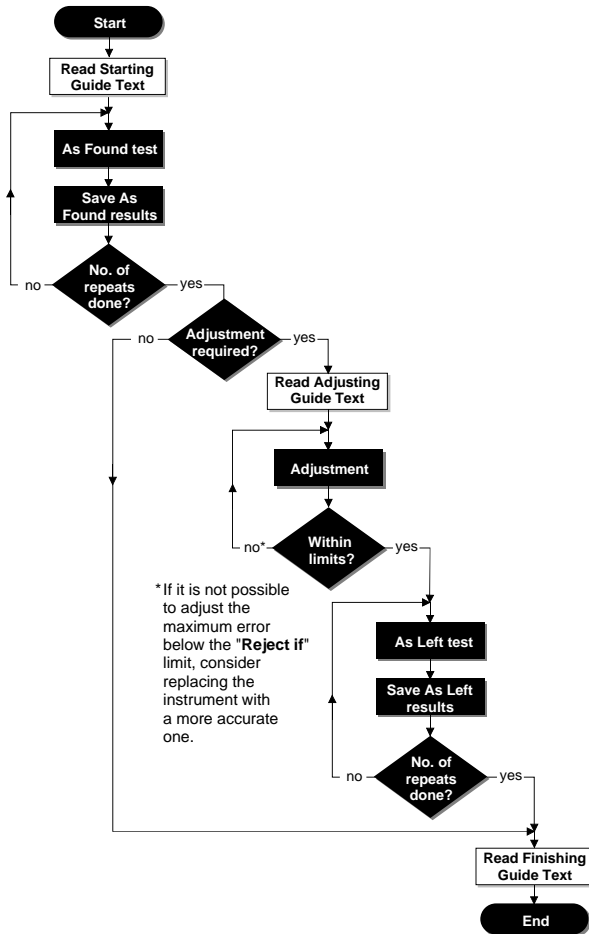 Start
Read Starting
Guide Text
As Found test
Save As
Found results
No. of
repeats
done?
no
yes
Adjustment
required?
no
yes
Read Adjusting
Guide Text
Adjustment
Within
limits?
no*
yes
*If it is not possible
to adjust the
maximum error
below the "Reject if"
limit, consider
replacing the
instrument with
a more accurate
one.
As Left test
Save As Left
results
No. of
repeats
done?
no
yes
Read Finishing
Guide Text
End